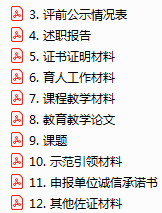 3. 评前公示情况表
4. 述职报告
5. 证书证明材料
6. 育人工作材料
7. 课程教学材料
8. 教育教学论文
9. 课题
10. 示范引领材料
11. 申报单位诚信承诺书
12. 其他佐证材料